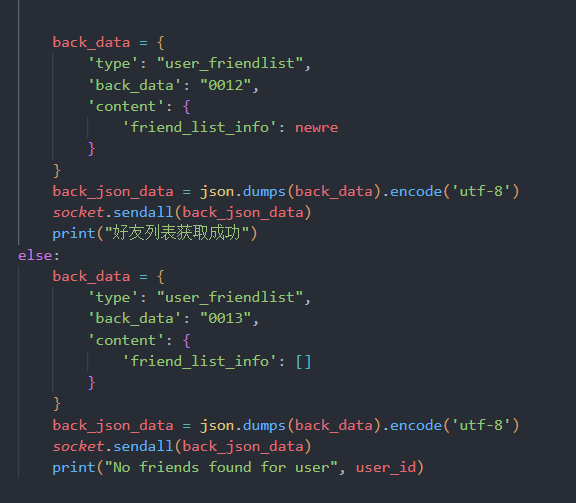 back_data = {
'type': "user_friendlist",
'back_data': "0012",
'content': {
'friend_list_info': newre
}
}
back_json_data = json.dumps(back_data).encode('utf-8')
socket.sendall(back_json_data)
print("好友列表获取成功")
else:
back_data = {
'type': "user_friendlist",
'back_data': "0013",
'content': {
'friend_list_info': []
}
}
back_json_data = json.dumps(back_data).encode('utf-8')
socket.sendall(back_json_data)
print("No friends found for user", user_id)